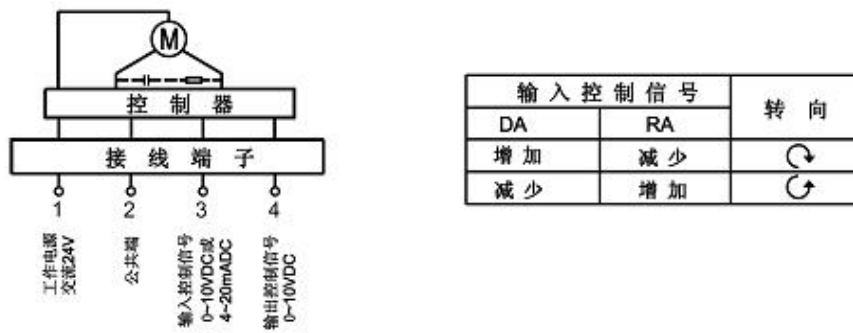 M
控制器
接线端子
1
2
3
4
工作电源
交流24V
公共端
输入控制信号
0~10VDC或
4~20mADC
输出控制信号
0~10VDC
输入控制信号
转向
DA
RA
增加
减少
减少
增加